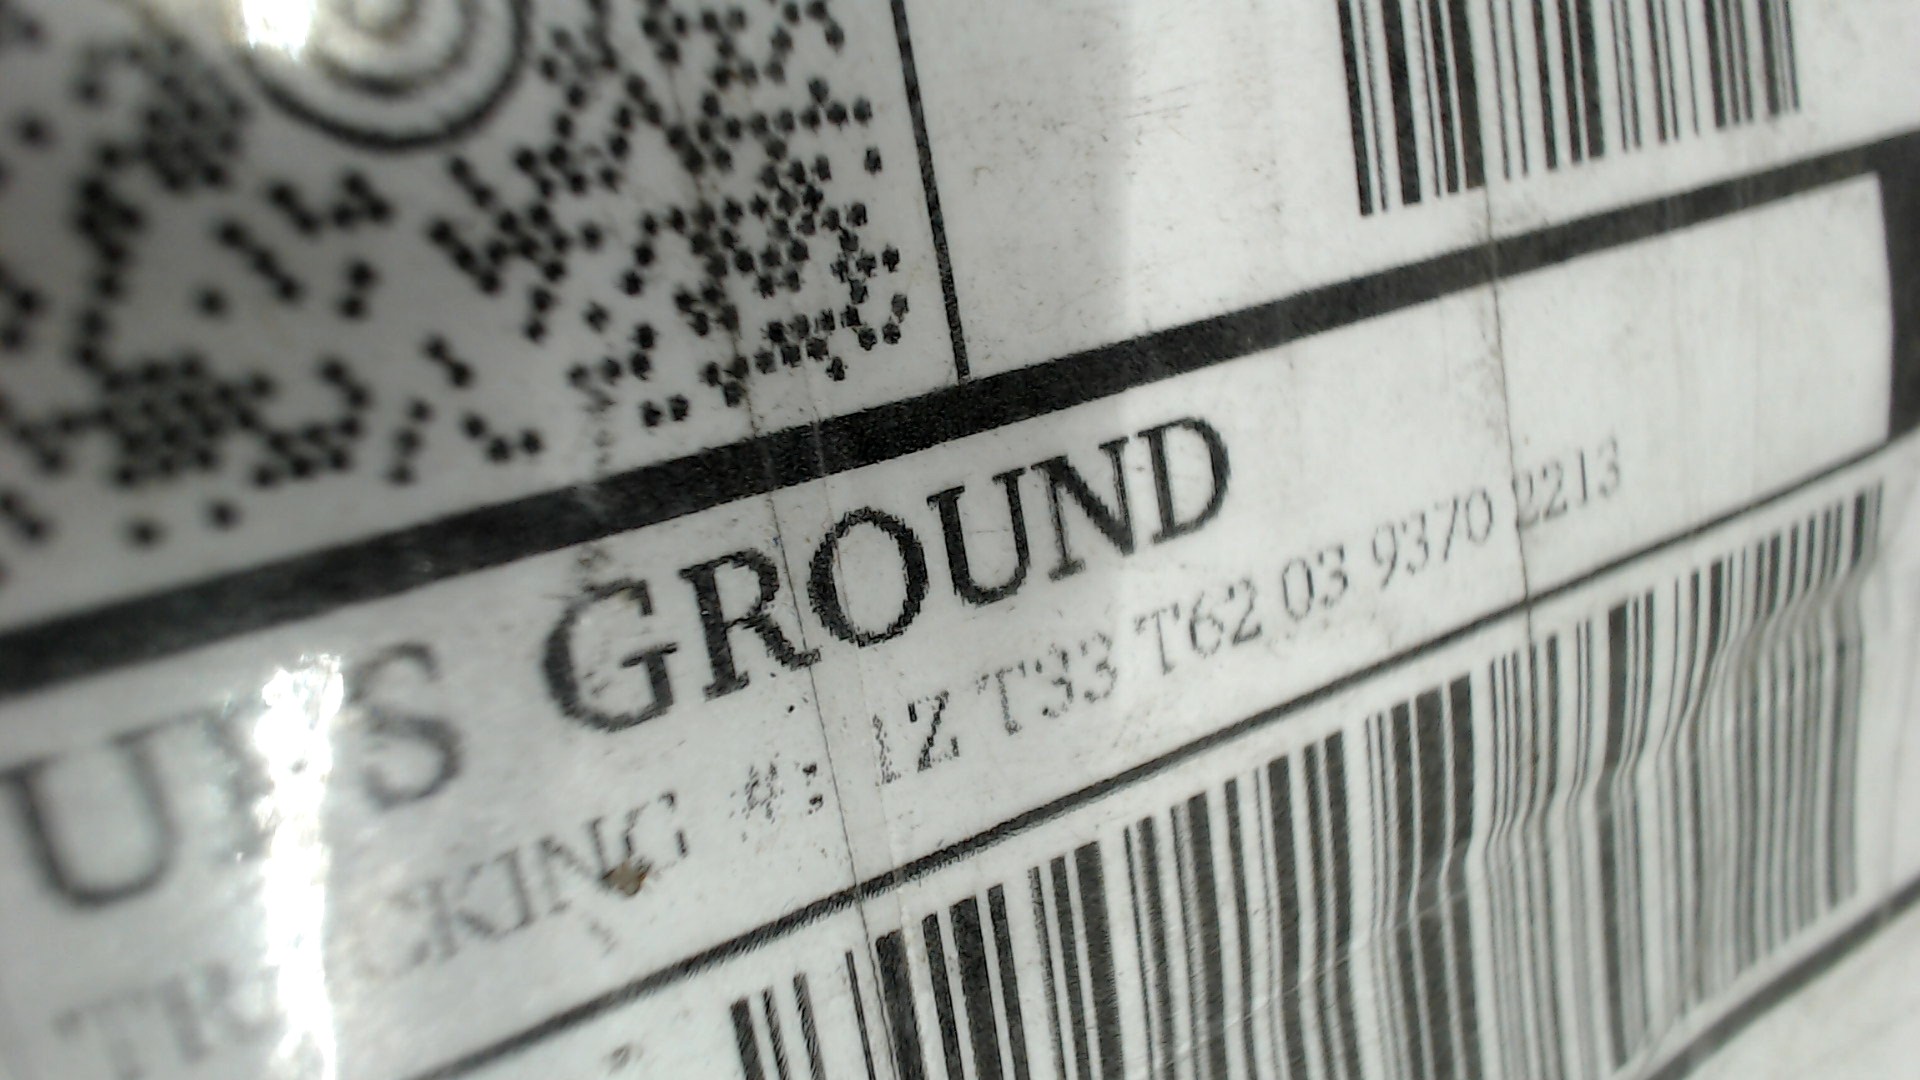 UPS GROUND
TRACKING #: 1Z T33 T62 03 9370 2213